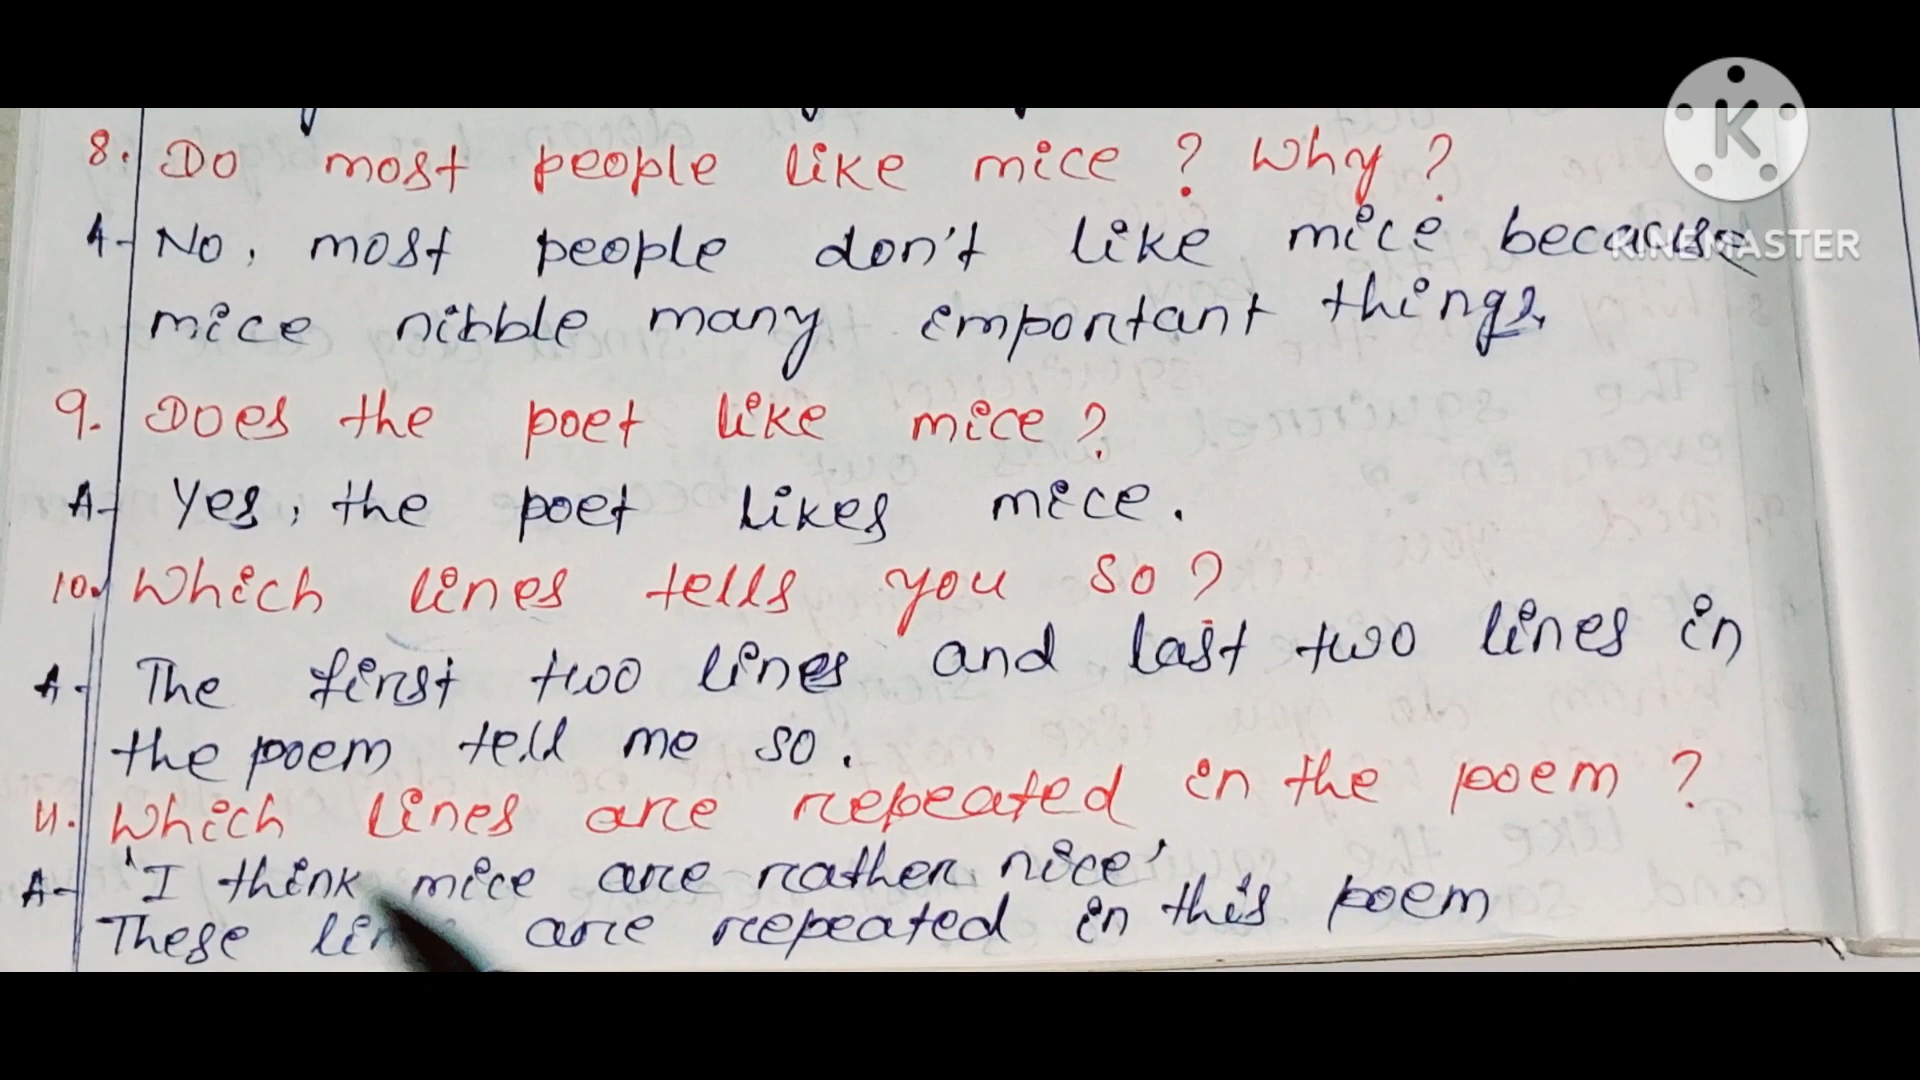 8. Do most people like mice? Why?
A- No, most people don't like mice because
mice nibble many important things.
9. Does the poet like mice?
A- Yes, the poet likes mice.
10. Which lines tells you so?
A- The first two lines and last two lines in
the poem tell me so.
11. Which lines are repeated in the poem?
A- 'I think mice are rather nice'
These lines are repeated in this poem
K
KINEMASTER